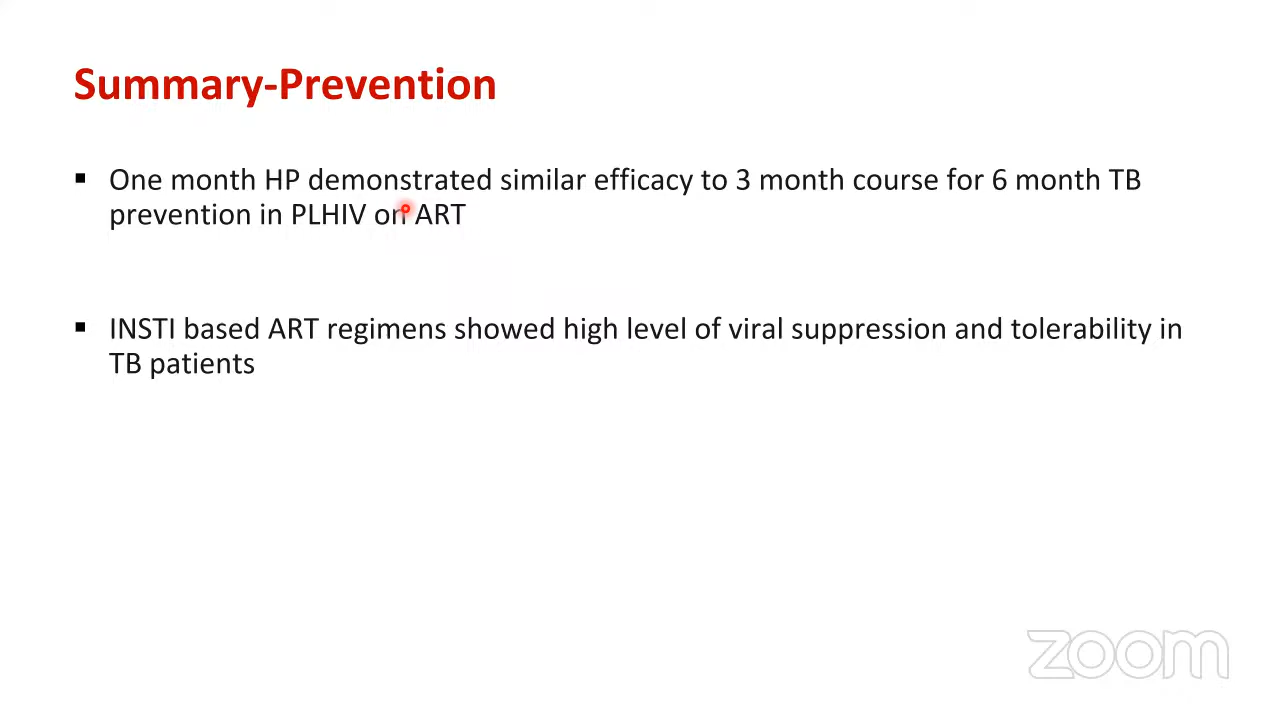 Summary-Prevention
▪ One month HP demonstrated similar efficacy to 3 month course for 6 month TB
prevention in PLHIV on ART
▪ INSTI based ART regimens showed high level of viral suppression and tolerability in
TB patients
zoom